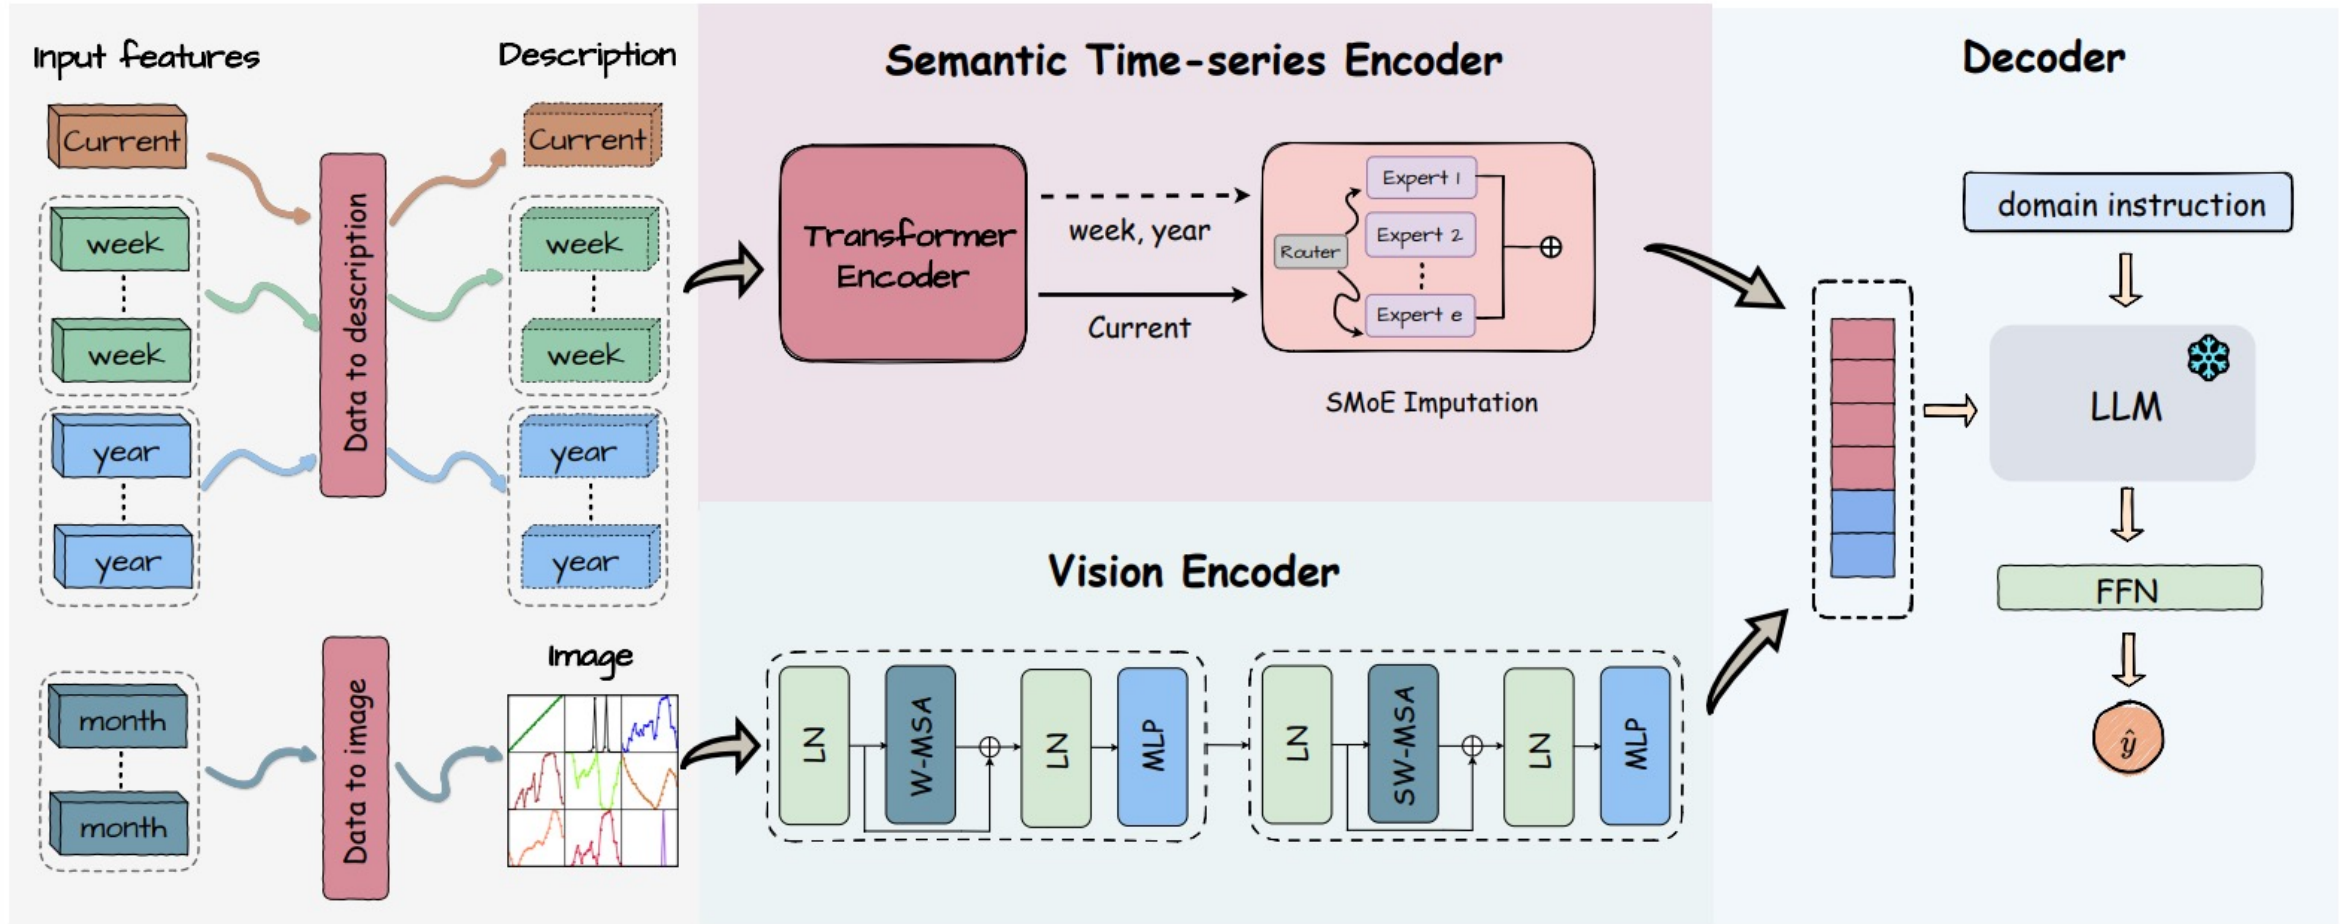 Input features
Description
Current
week
week
year
year
Data to description
Current
week
week
year
year
month
month
Data to image
Image
Semantic Time-series Encoder
Transformer
Encoder
week, year
Current
Router
Expert 1
Expert 2
Expert e
SMoE Imputation
Vision Encoder
LN
W-MSA
LN
MLP
LN
SW-MSA
LN
MLP
Decoder
domain instruction
LLM
FFN
ŷ